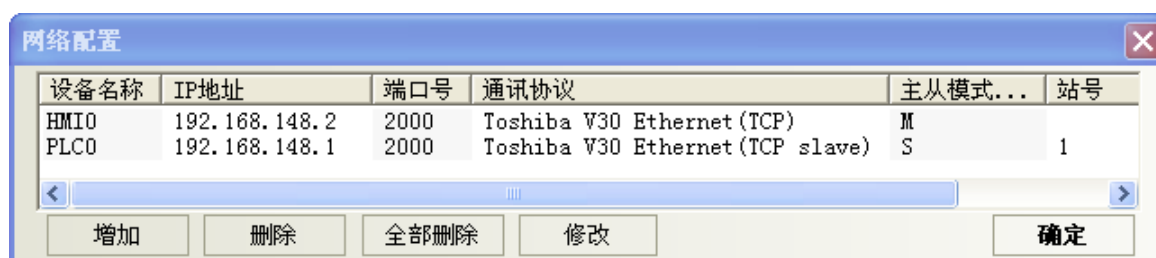 网络配置
设备名称 IP地址 端口号 通讯协议 主从模式... 站号
HMI0 192.168.148.2 2000 Toshiba V30 Ethernet(TCP) M
PLC0 192.168.148.1 2000 Toshiba V30 Ethernet(TCP slave) S 1
增加 删除 全部删除 修改 确定